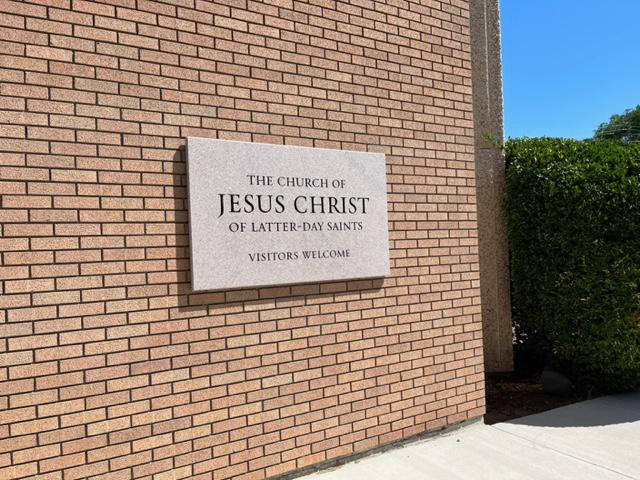 THE CHURCH OF
JESUS CHRIST
OF LATTER-DAY SAINTS
VISITORS WELCOME